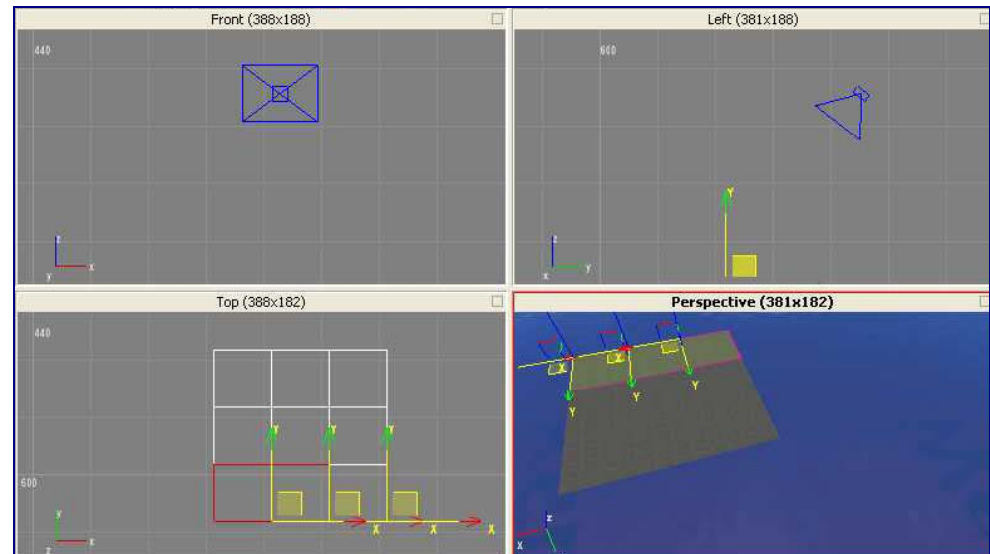 Front (388x188)
440
z
y x
Left (381x188)
600
Y
z
x y
Top (388x182)
440
Y Y Y
600
X X X
y
z x
Perspective (381x182)
X X
Y Y Y
z
X